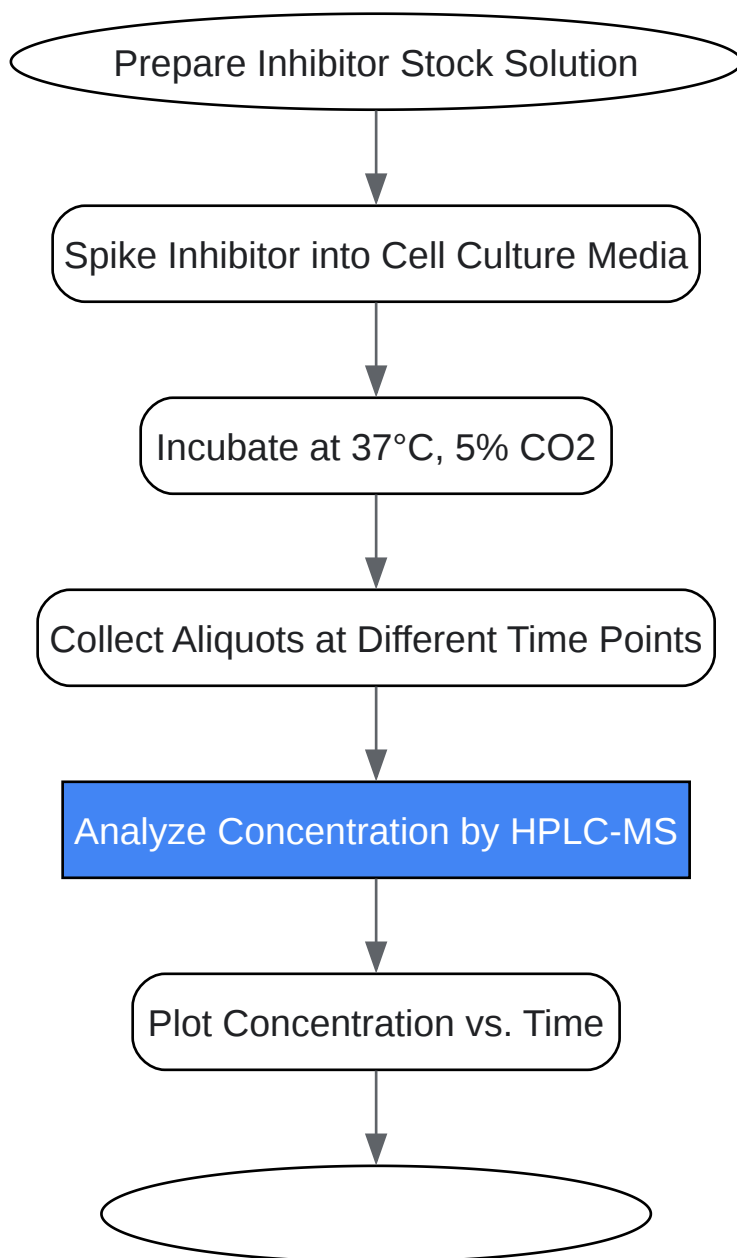 Prepare Inhibitor Stock Solution
Spike Inhibitor into Cell Culture Media
Incubate at 37°C, 5% CO2
Collect Aliquots at Different Time Points
Analyze Concentration by HPLC-MS
Plot Concentration vs. Time